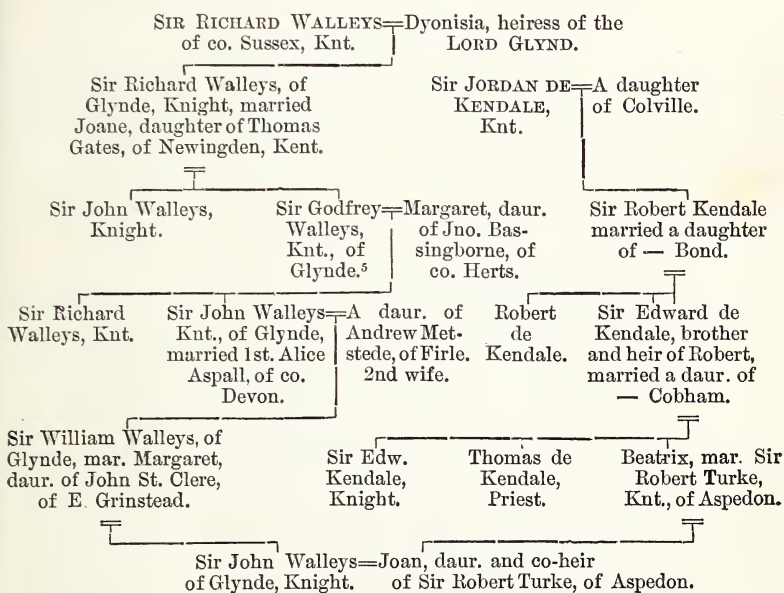 SIR RICHARD WALLEYS=Dyonisia, heiress of the
of co. Sussex, Knt. LORD GLYND.
Sir Richard Walleys, of
Glynde, Knight, married
Joane, daughter of Thomas
Gates, of Newingden, Kent.
Sir JORDAN DE=A daughter
KENDALE, of Colville.
Knt.
Sir John Walleys,
Knight.
Sir Godfrey=Margaret, daur.
Walleys, of Jno. Bas-
Knt., of singborne, of
Glynde.⁵ co. Herts.
Sir Robert Kendale
married a daughter
of — Bond.
Sir Richard
Walleys, Knt.
Sir John Walleys=A daur. of
Knt., of Glynde, Andrew Met-
married 1st. Alice stede, of Firle.
Aspall, of co. 2nd wife.
Devon.
Robert
de
Kendale.
Sir Edward de
Kendale, brother
and heir of Robert,
married a daur. of
— Cobham.
Sir William Walleys, of
Glynde, mar. Margaret,
daur. of John St. Clere,
of E. Grinstead.
Sir Edw.
Kendale,
Knight.
Thomas de
Kendale,
Priest.
Beatrix, mar. Sir
Robert Turke,
Knt., of Aspedon.
Sir John Walleys=Joan, daur. and co-heir
of Glynde, Knight. of Sir Robert Turke, of Aspedon.